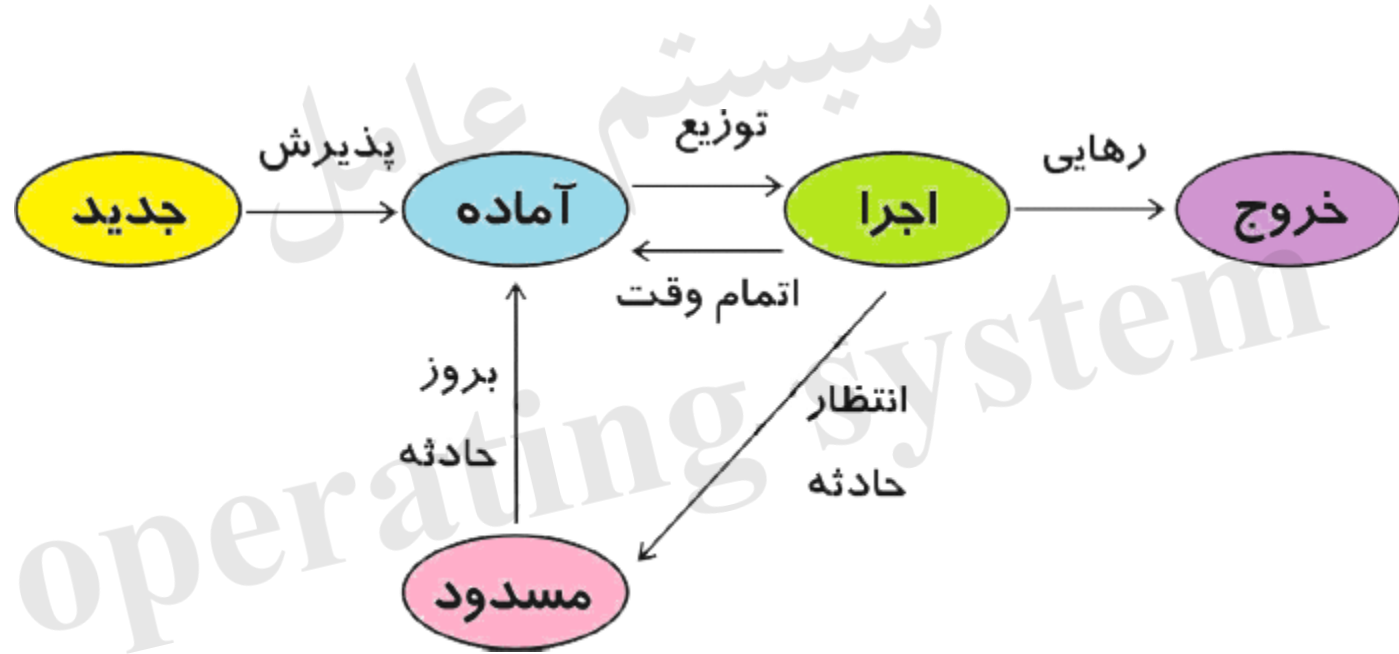 سیستم عامل
پذیرش
توزیع
رهایی
جدید
آماده
اجرا
خروج
اتمام وقت
بروز
حادثه
انتظار
حادثه
مسدود
operating system